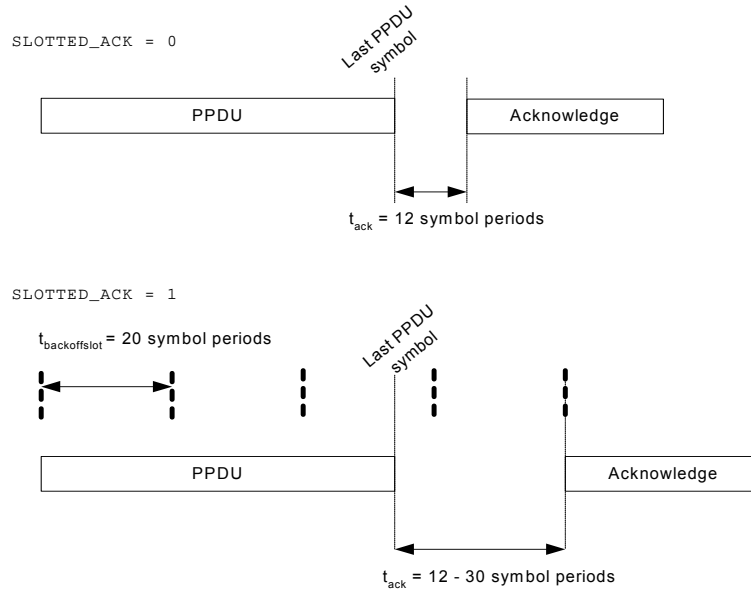 SLOTTED_ACK = 0
Last PPDU
symbol
PPDU
Acknowledge
tack = 12 symbol periods
SLOTTED_ACK = 1
tbackoffslot = 20 symbol periods
Last PPDU
symbol
PPDU
Acknowledge
tack = 12 - 30 symbol periods